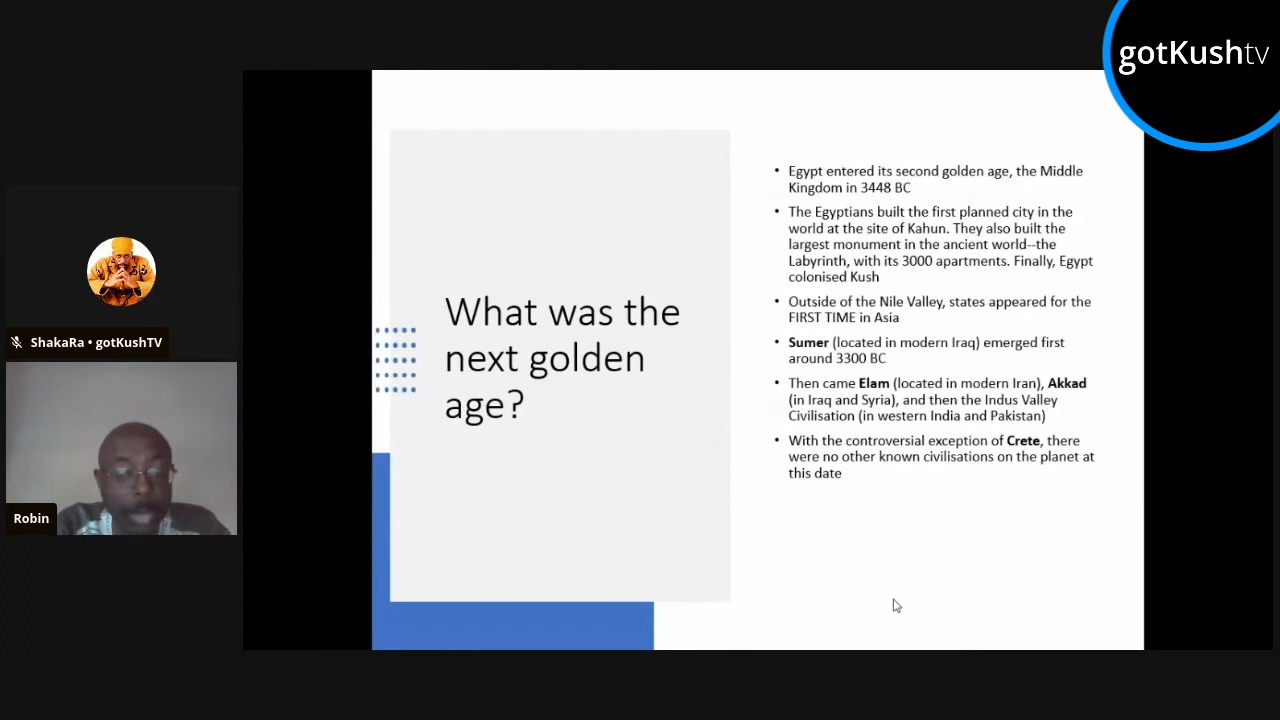 gotKushtv
ShakaRa • gotKushTV
Robin
What was the
next golden
age?
• Egypt entered its second golden age, the Middle
Kingdom in 3448 BC
• The Egyptians built the first planned city in the
world at the site of Kahun. They also built the
largest monument in the ancient world--the
Labyrinth, with its 3000 apartments. Finally, Egypt
colonised Kush
• Outside of the Nile Valley, states appeared for the
FIRST TIME in Asia
• Sumer (located in modern Iraq) emerged first
around 3300 BC
• Then came Elam (located in modern Iran), Akkad
(in Iraq and Syria), and then the Indus Valley
Civilisation (in western India and Pakistan)
• With the controversial exception of Crete, there
were no other known civilisations on the planet at
this date